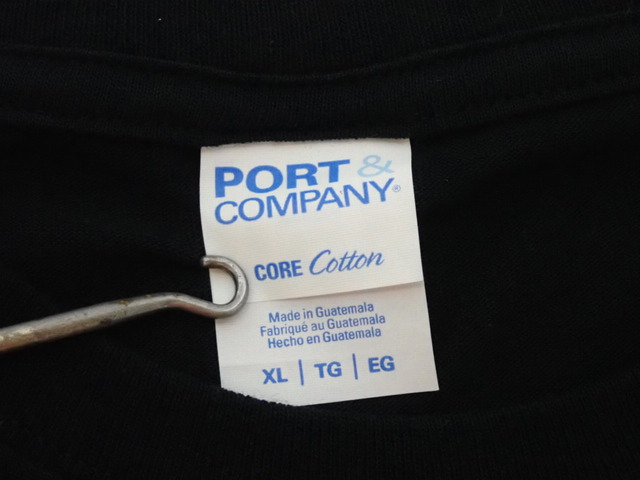 PORT &
COMPANY®
CORE Cotton
Made in Guatemala
Fabriqué au Guatemala
Hecho en Guatemala
XL | TG | EG